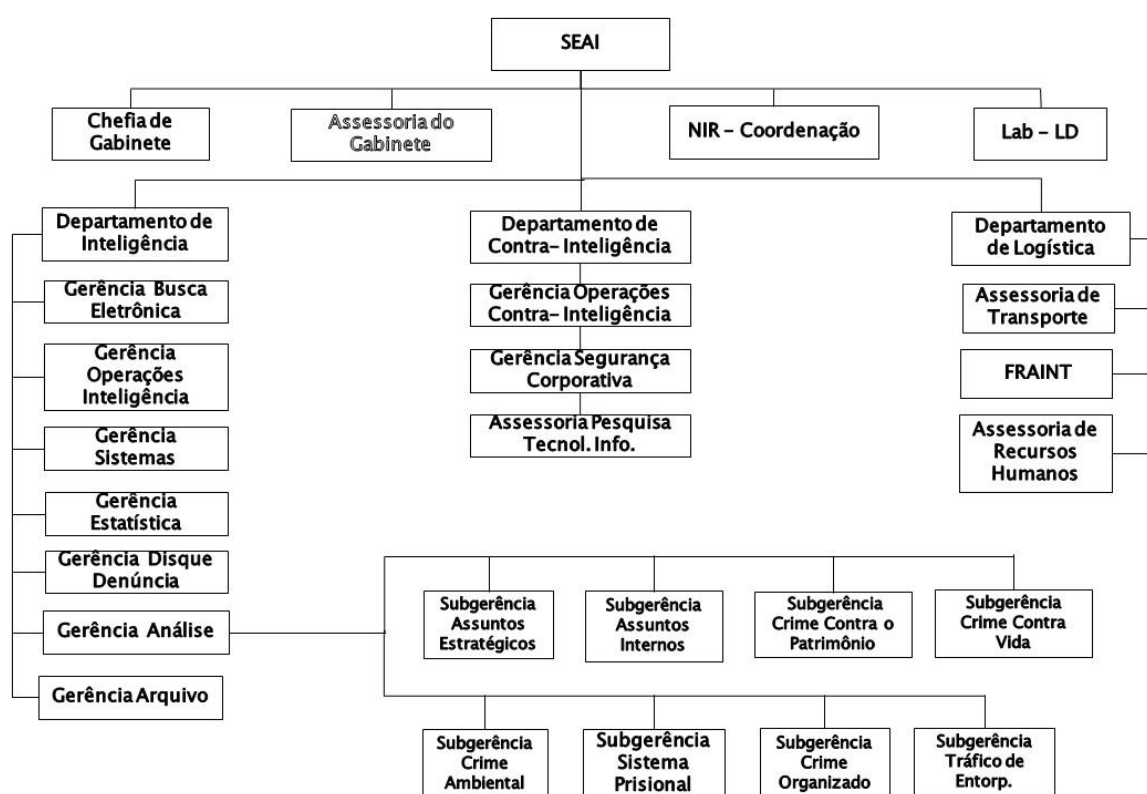 SEAI
Chefia de
Gabinete
Assessoria do
Gabinete
NIR - Coordenação
Lab - LD
Departamento de
Inteligência
Departamento de
Contra- Inteligência
Departamento
de Logística
Gerência Busca
Eletrônica
Gerência
Operações
Inteligência
Gerência
Sistemas
Gerência
Estatística
Gerência Disque
Denúncia
Gerência Análise
Gerência Arquivo
Gerência Operações
Contra- Inteligência
Gerência Segurança
Corporativa
Assessoria Pesquisa
Tecnol. Info.
Assessoria de
Transporte
FRAINT
Assessoria de
Recursos
Humanos
Subgerência
Assuntos
Estratégicos
Subgerência
Assuntos
Internos
Subgerência
Crime Contra o
Patrimônio
Subgerência
Crime Contra
Vida
Subgerência
Crime
Ambiental
Subgerência
Sistema
Prisional
Subgerência
Crime
Organizado
Subgerência
Tráfico de
Entorp.